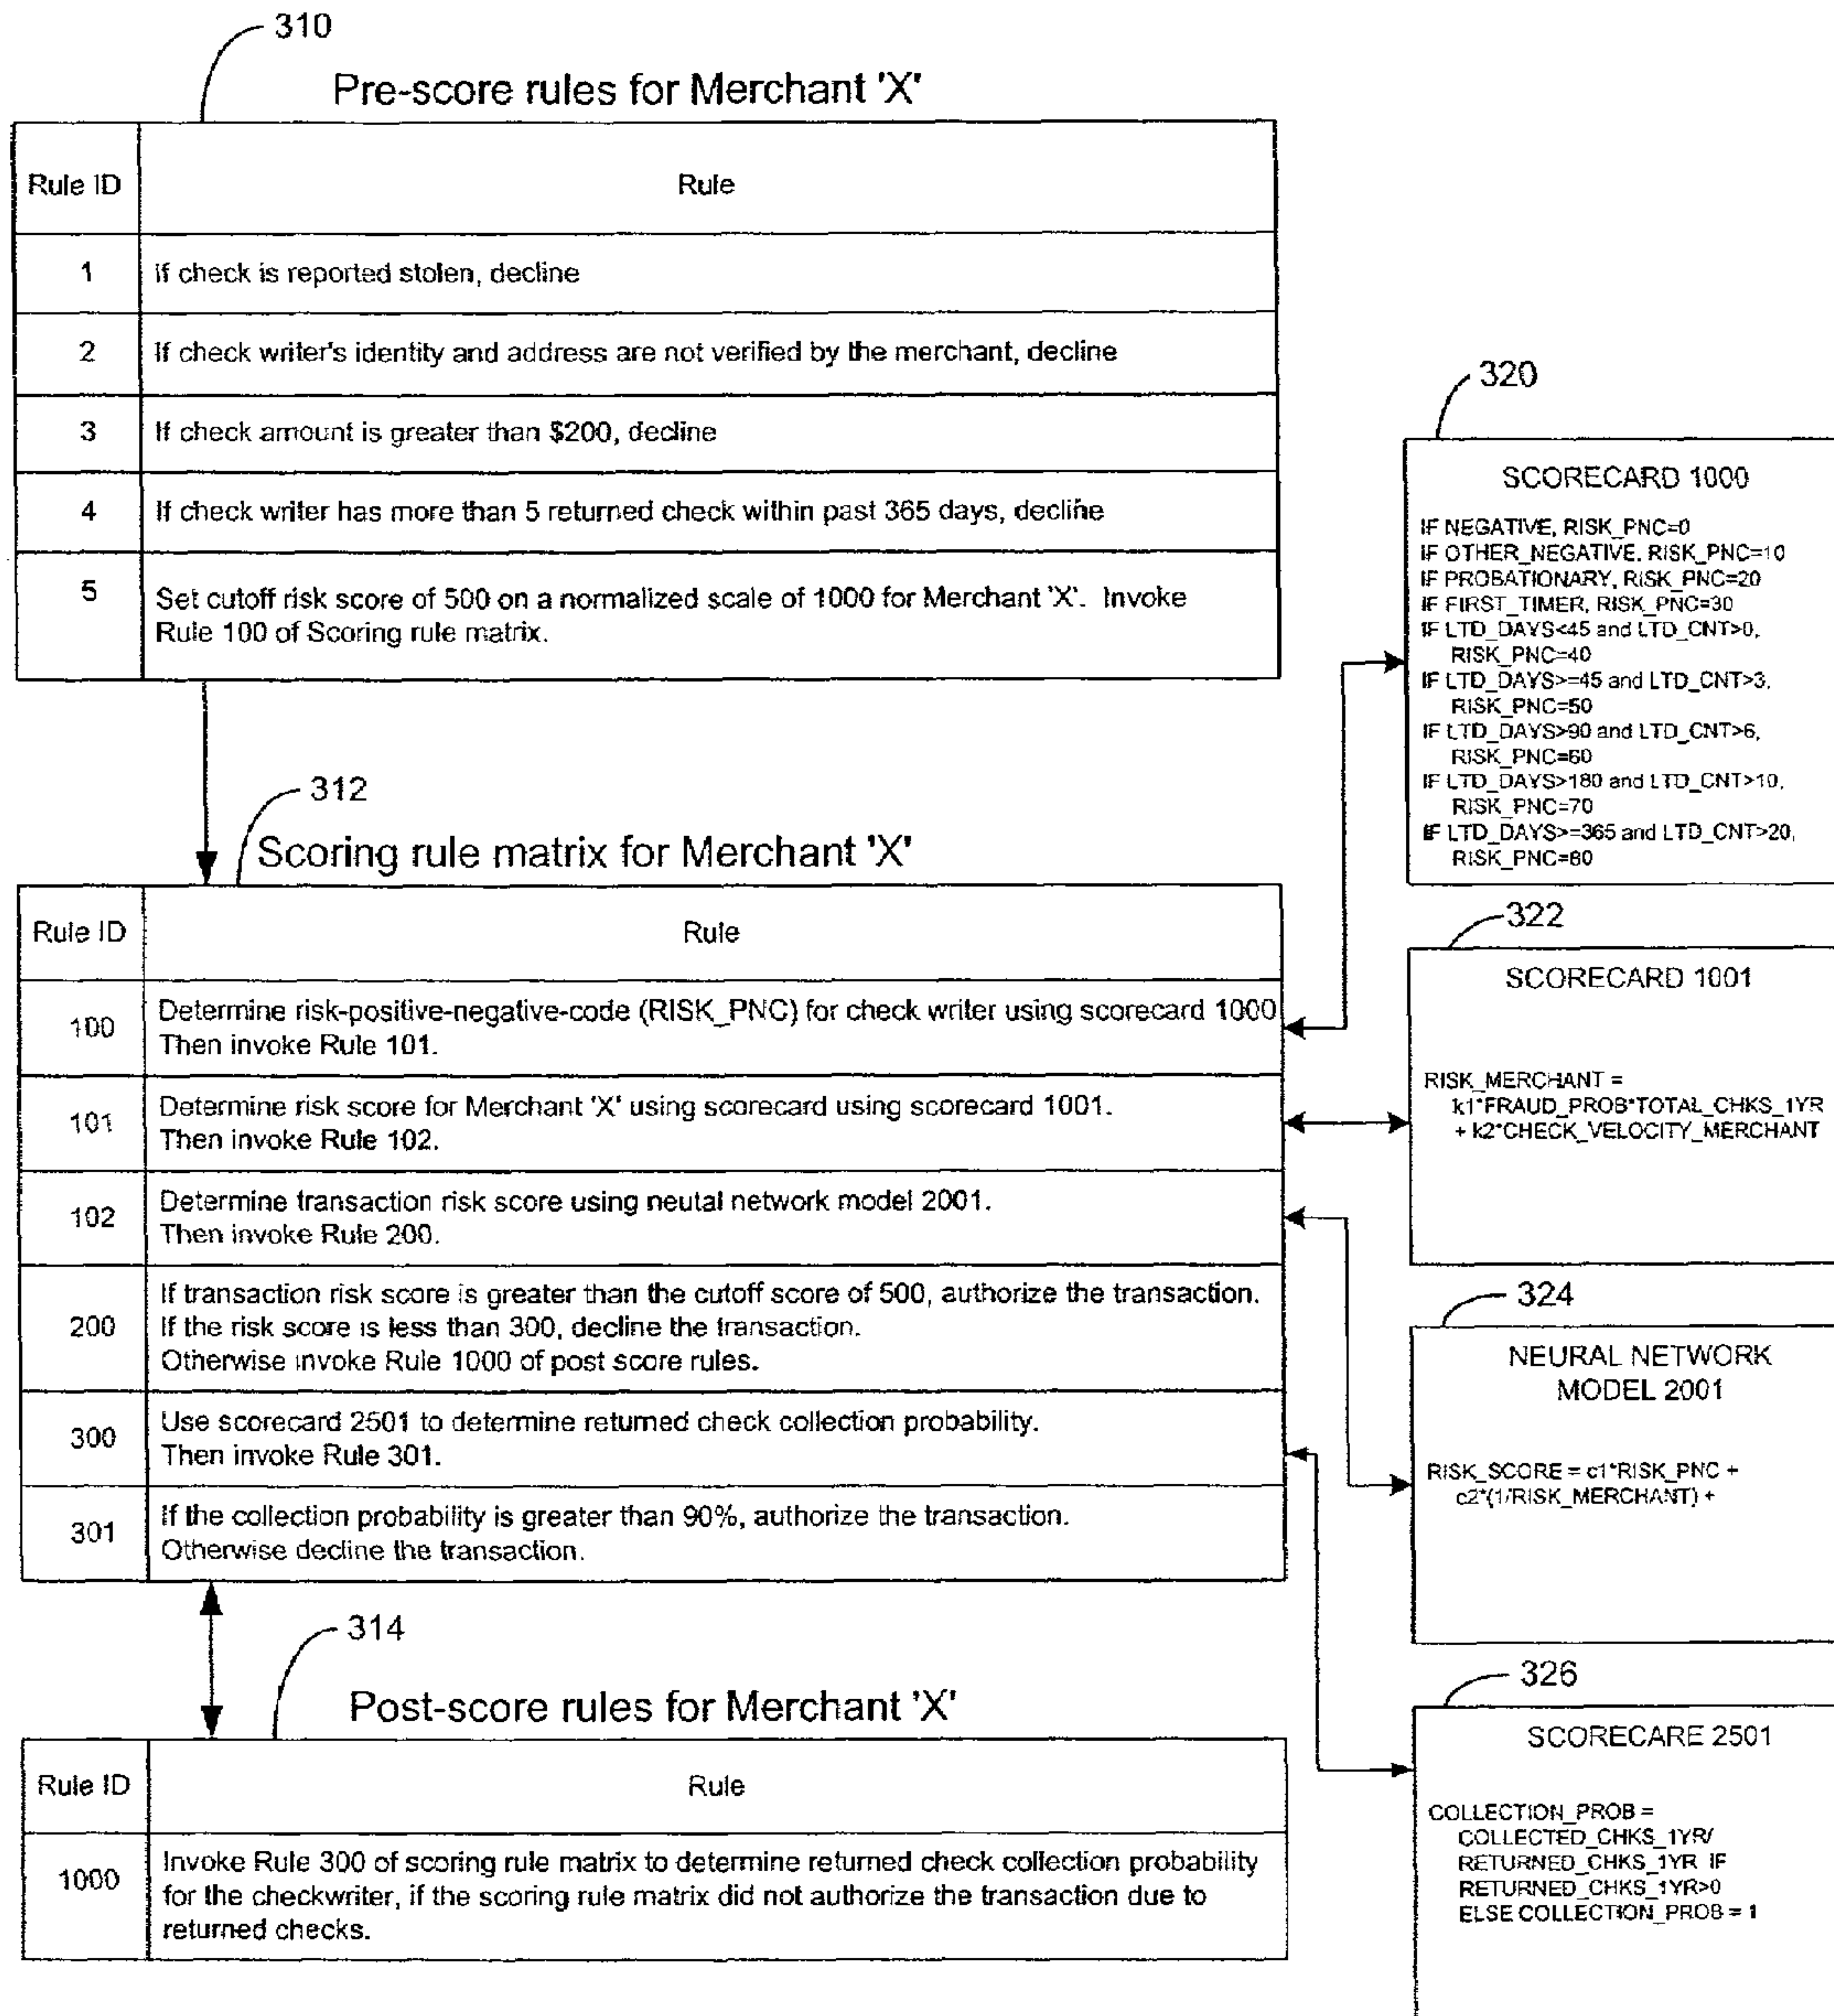 310
Pre-score rules for Merchant 'X'
Rule ID
Rule
1
If check is reported stolen, decline
2
If check writer's identity and address are not verified by the merchant, decline
3
If check amount is greater than $200, decline
4
If check writer has more than 5 returned check within past 365 days, decline
5
Set cutoff risk score of 500 on a normalized scale of 1000 for Merchant 'X'. Invoke
Rule 100 of Scoring rule matrix.
312
Scoring rule matrix for Merchant 'X'
Rule ID
Rule
100
Determine risk-positive-negative-code (RISK_PNC) for check writer using scorecard 1000
Then invoke Rule 101.
101
Determine risk score for Merchant 'X' using scorecard using scorecard 1001.
Then invoke Rule 102.
102
Determine transaction risk score using neutal network model 2001.
Then invoke Rule 200.
200
If transaction risk score is greater than the cutoff score of 500, authorize the transaction.
If the risk score is less than 300, decline the transaction.
Otherwise invoke Rule 1000 of post score rules.
300
Use scorecard 2501 to determine returned check collection probability.
Then invoke Rule 301.
301
If the collection probability is greater than 90%, authorize the transaction.
Otherwise decline the transaction.
314
Post-score rules for Merchant 'X'
Rule ID
Rule
1000
Invoke Rule 300 of scoring rule matrix to determine returned check collection probability
for the checkwriter, if the scoring rule matrix did not authorize the transaction due to
returned checks.
320
SCORECARD 1000
IF NEGATIVE, RISK_PNC=0
IF OTHER_NEGATIVE, RISK_PNC=10
IF PROBATIONARY, RISK_PNC=20
IF FIRST_TIMER, RISK_PNC=30
IF LTD_DAYS<45 and LTD_CNT>0,
RISK_PNC=40
IF LTD_DAYS>=45 and LTD_CNT>3,
RISK_PNC=50
IF LTD_DAYS>90 and LTD_CNT>6,
RISK_PNC=60
IF LTD_DAYS>180 and LTD_CNT>10,
RISK_PNC=70
IF LTD_DAYS>=365 and LTD_CNT>20,
RISK_PNC=80
322
SCORECARD 1001
RISK_MERCHANT =
k1*FRAUD_PROB*TOTAL_CHKS_1YR
+ k2*CHECK_VELOCITY_MERCHANT
324
NEURAL NETWORK
MODEL 2001
RISK_SCORE = c1*RISK_PNC +
c2*(1/RISK_MERCHANT) +
326
SCORECARE 2501
COLLECTION_PROB =
COLLECTED_CHKS_1YR/
RETURNED_CHKS_1YR IF
RETURNED_CHKS_1YR>0
ELSE COLLECTION_PROB = 1